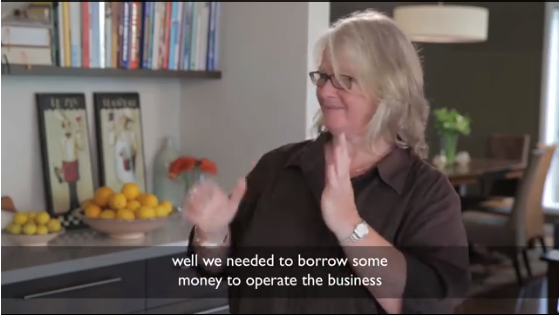 well we needed to borrow some
money to operate the business